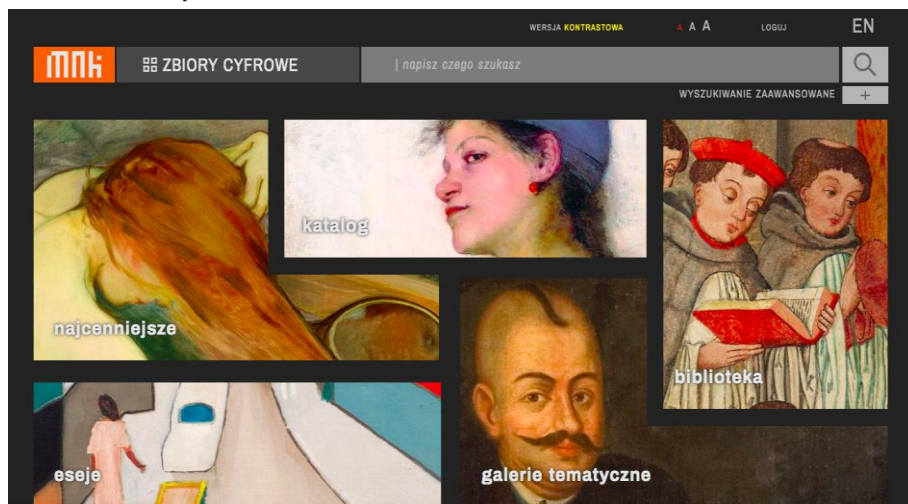 WERSJA KONTRASTOWA
A A A
LOGUJ
EN
mnk
ZBIORY CYFROWE
| napisz czego szukasz
WYSZUKIWANIE ZAAWANSOWANE +
katalog
najcenniejsze
biblioteka
eseje
galerie tematyczne